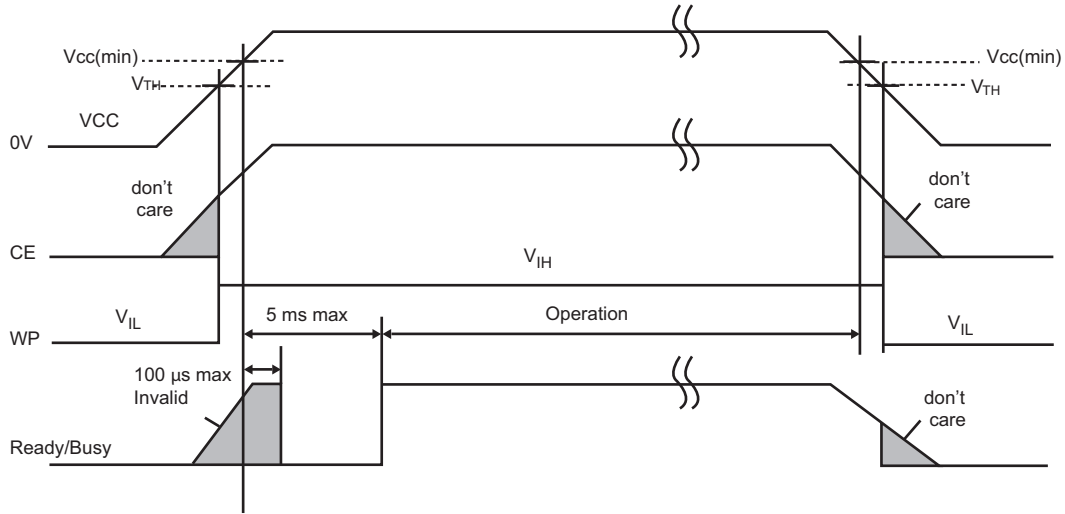 Vcc(min)
Vcc(min)
VTH
VTH
VCC
0V
don't
care
don't
care
CE
VIH
VIL
5 ms max
Operation
VIL
WP
100 µs max
Invalid
don't
care
Ready/Busy